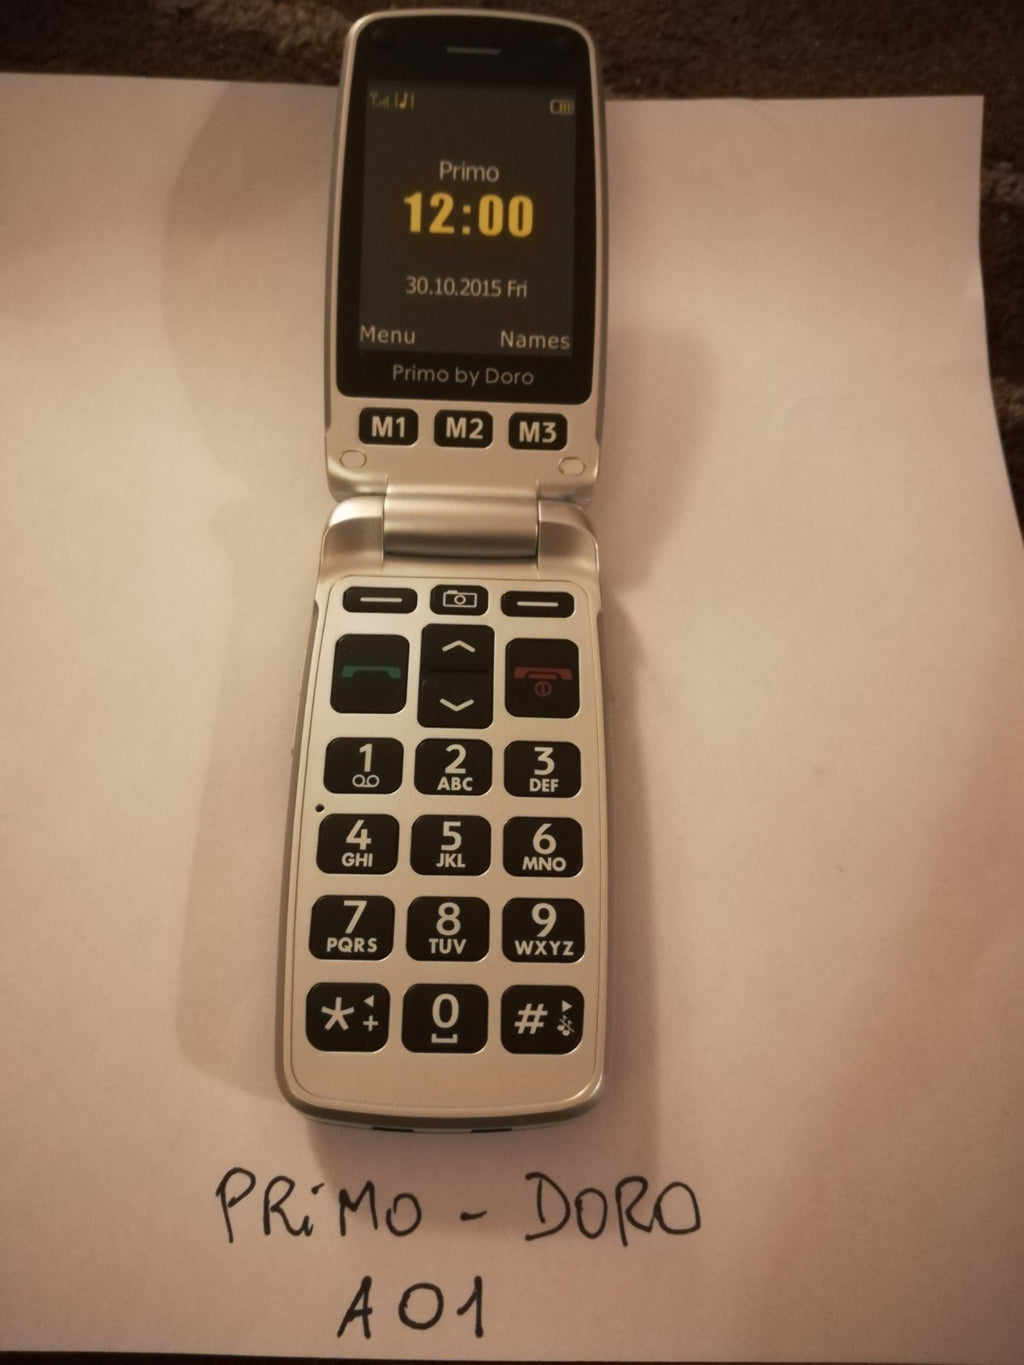 Primo
12:00
30.10.2015 Fri
Menu Names
Primo by Doro
M1 M2 M3
1 2 3
ABC DEF
4 5 6
GHI JKL MNO
7 8 9
PQRS TUV WXYZ
* + 0 #
PRiMO - DORO
A01